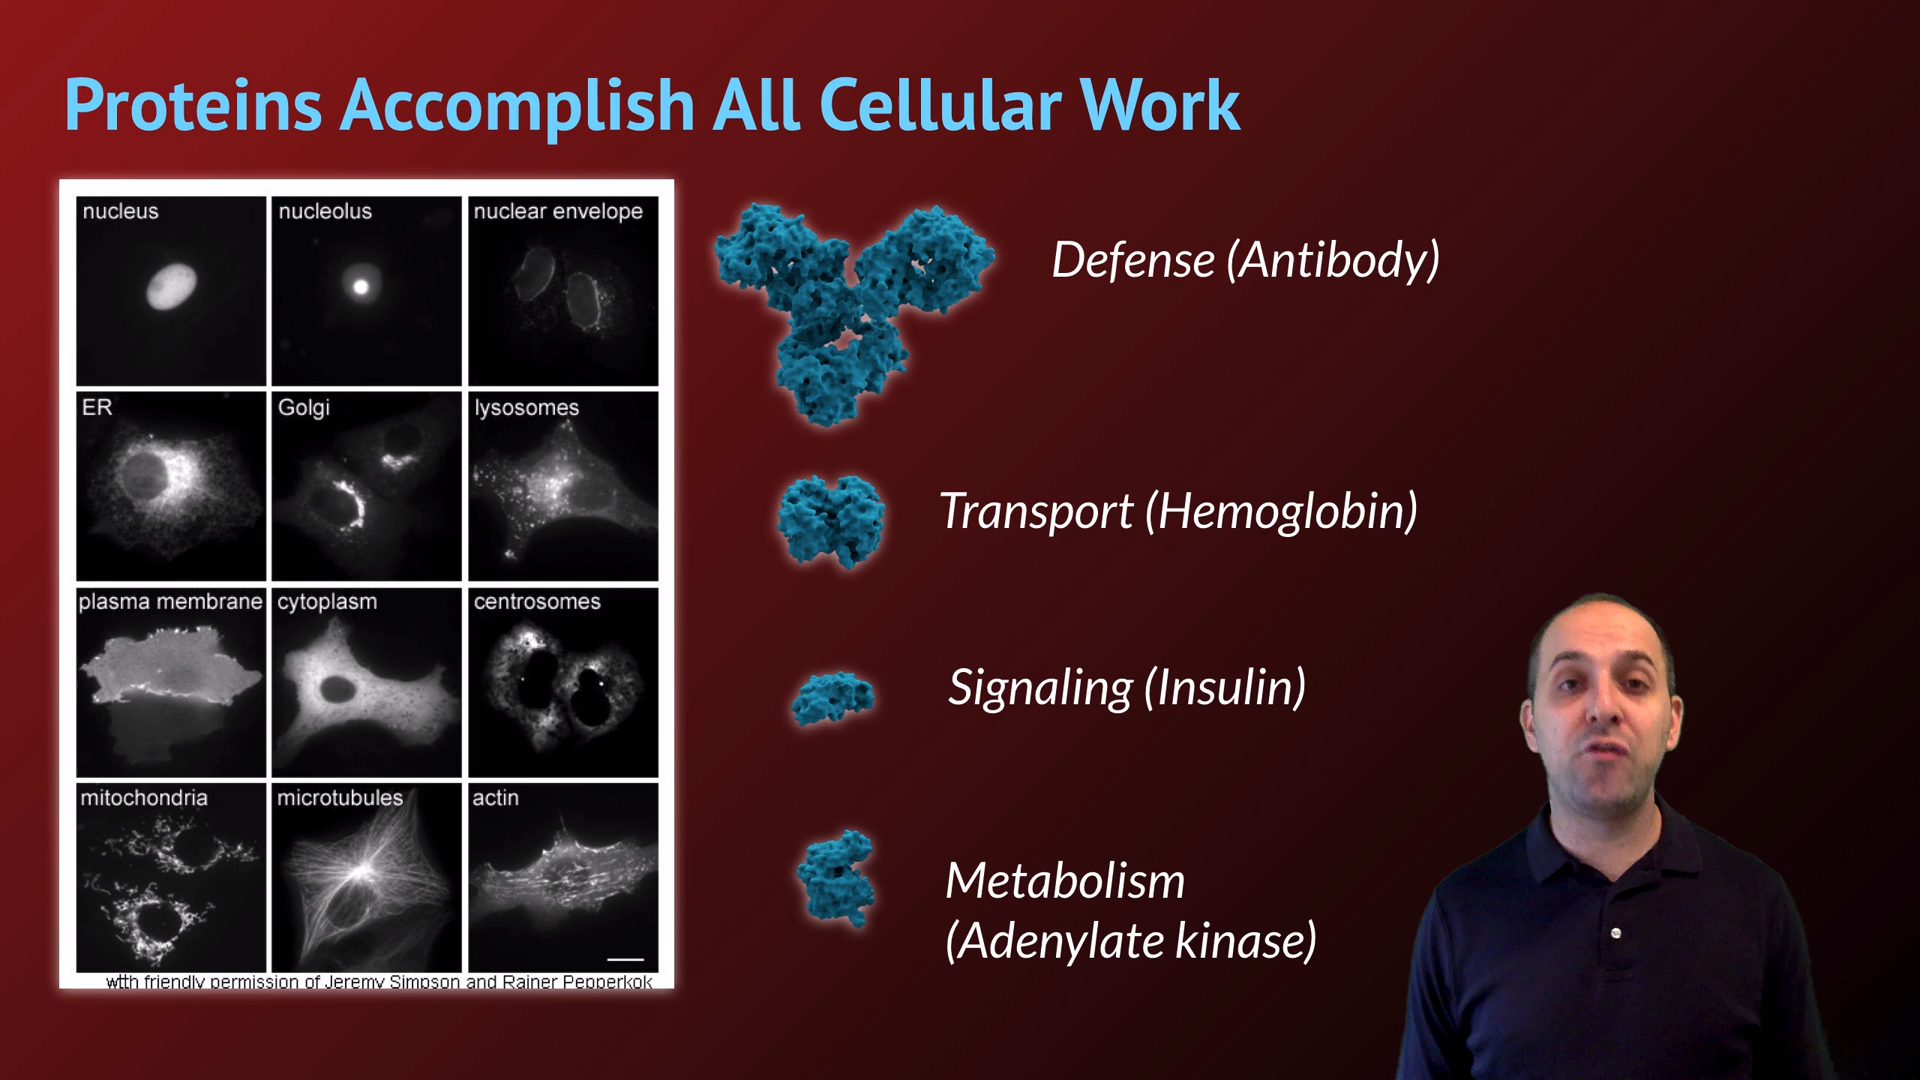 Proteins Accomplish All Cellular Work
nucleus
nucleolus
nuclear envelope
ER
Golgi
lysosomes
plasma membrane
cytoplasm
centrosomes
mitochondria
microtubules
actin
wtth friendly permission of Jeremy Simpson and Rainer Pepperkok
Defense (Antibody)
Transport (Hemoglobin)
Signaling (Insulin)
Metabolism
(Adenylate kinase)